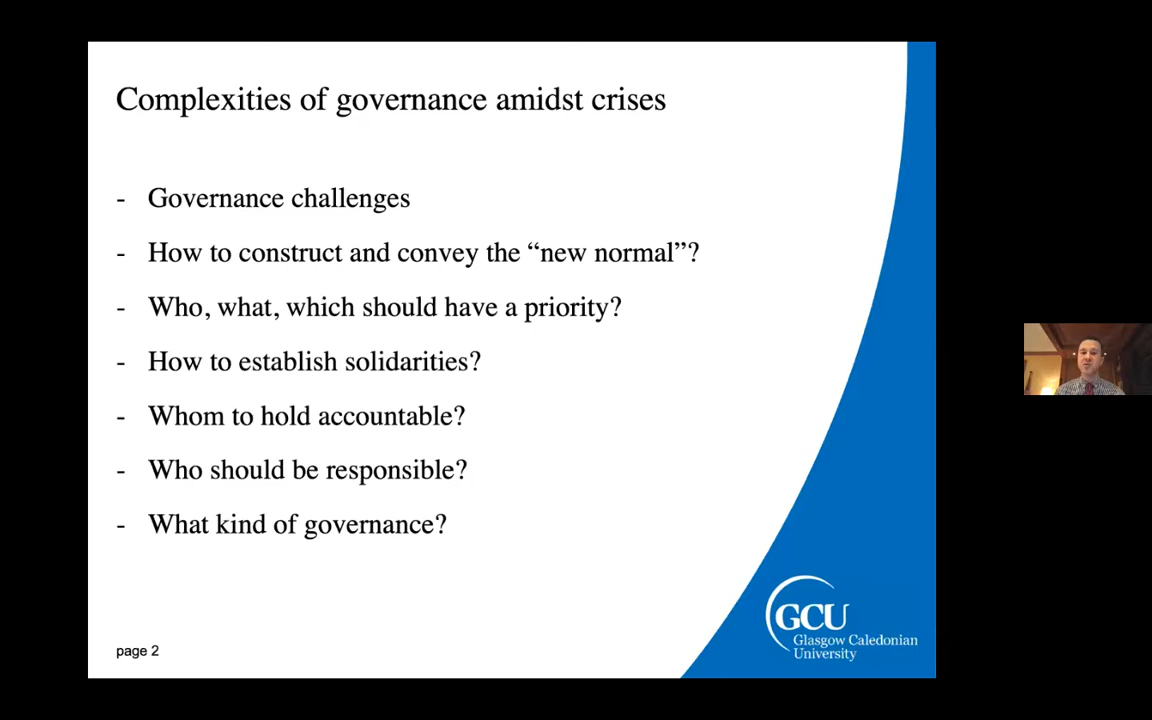 Complexities of governance amidst crises
- Governance challenges
- How to construct and convey the “new normal”?
- Who, what, which should have a priority?
- How to establish solidarities?
- Whom to hold accountable?
- Who should be responsible?
- What kind of governance?
GCU
Glasgow Caledonian
University
page 2